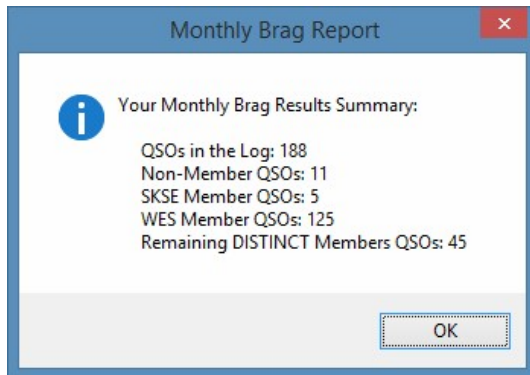 Monthly Brag Report
Your Monthly Brag Results Summary:
QSOs in the Log: 188
Non-Member QSOs: 11
SKSE Member QSOs: 5
WES Member QSOs: 125
Remaining DISTINCT Members QSOs: 45
OK